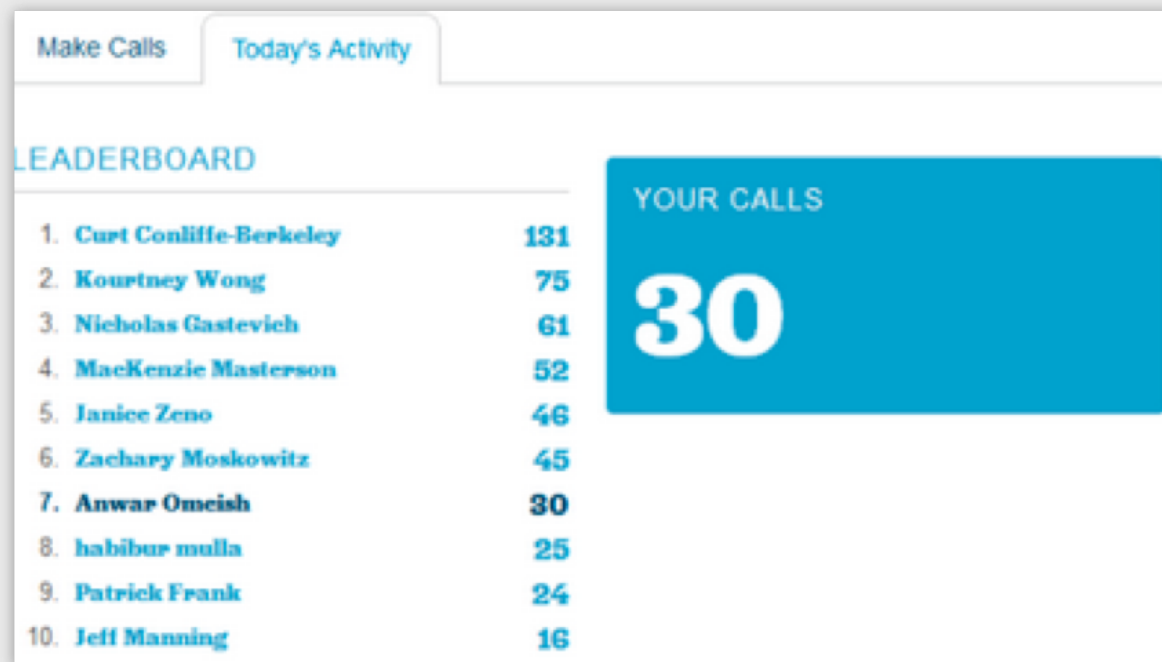 Make Calls
Today's Activity
LEADERBOARD
1. Curt Conliffe-Berkeley 131
2. Kourtney Wong 75
3. Nicholas Gastevich 61
4. MacKenzie Masterson 52
5. Janice Zeno 46
6. Zachary Moskowitz 45
7. Anwar Omeish 30
8. habibur mulla 25
9. Patrick Frank 24
10. Jeff Manning 16
YOUR CALLS
30